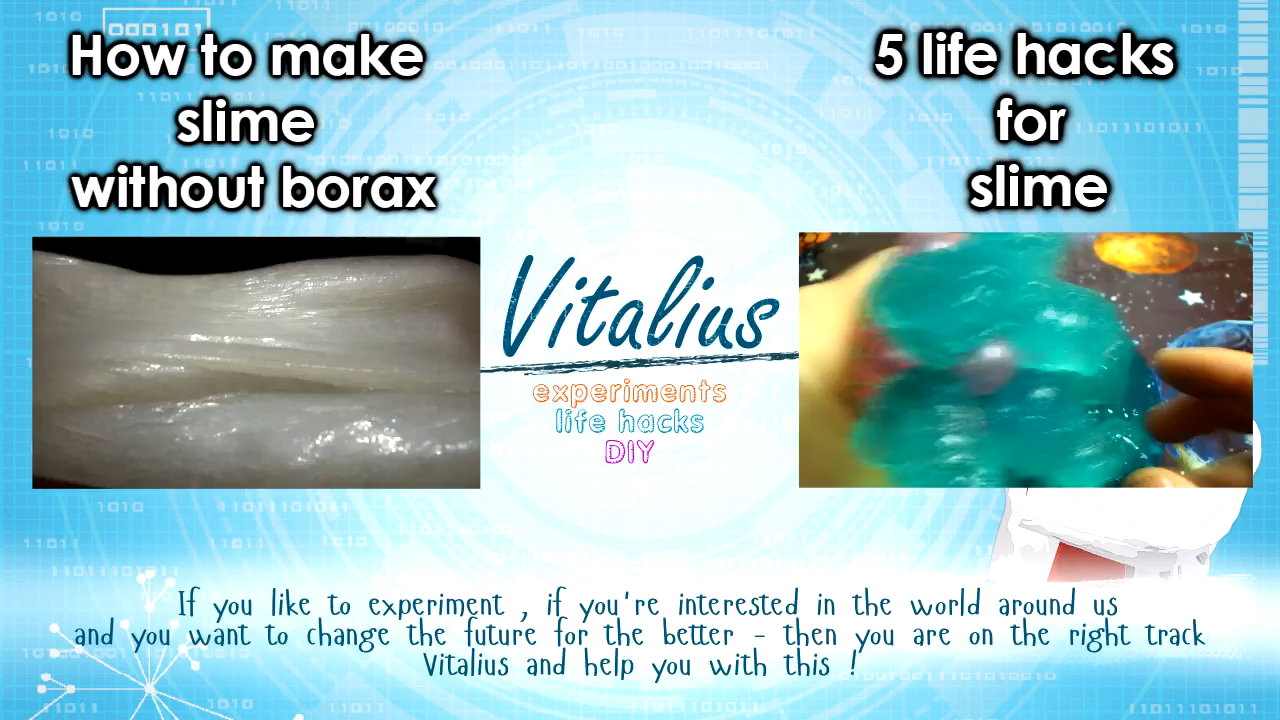 000101
How to make
slime
without borax
5 life hacks
for
slime
Vitalius
experiments
life hacks
DIY
If you like to experiment , if you're interested in the world around us
and you want to change the future for the better - then you are on the right track
Vitalius and help you with this !